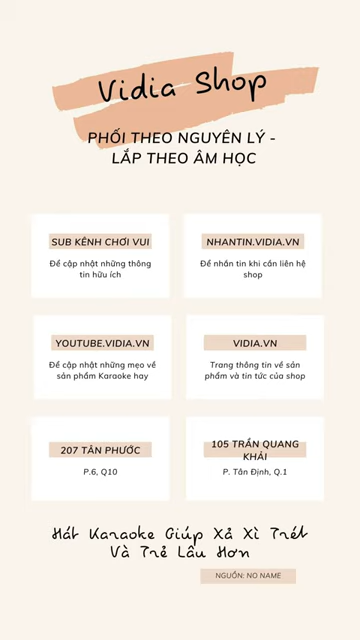 Vidia Shop
PHỐI THEO NGUYÊN LÝ -
LẮP THEO ÂM HỌC
SUB KÊNH CHƠI VUI
Để cập nhật những thông
tin hữu ích
NHANTIN.VIDIA.VN
Để nhắn tin khi cần liên hệ
shop
YOUTUBE.VIDIA.VN
Để cập nhật những mẹo về
sản phẩm Karaoke hay
VIDIA.VN
Trang thông tin về sản
phẩm và tin tức của shop
207 TÂN PHƯỚC
P.6, Q10
105 TRẦN QUANG
KHẢI
P. Tân Định, Q.1
Hát Karaoke Giúp Xả Xì Trét
Và Trẻ Lâu Hơn
NGUỒN: NO NAME